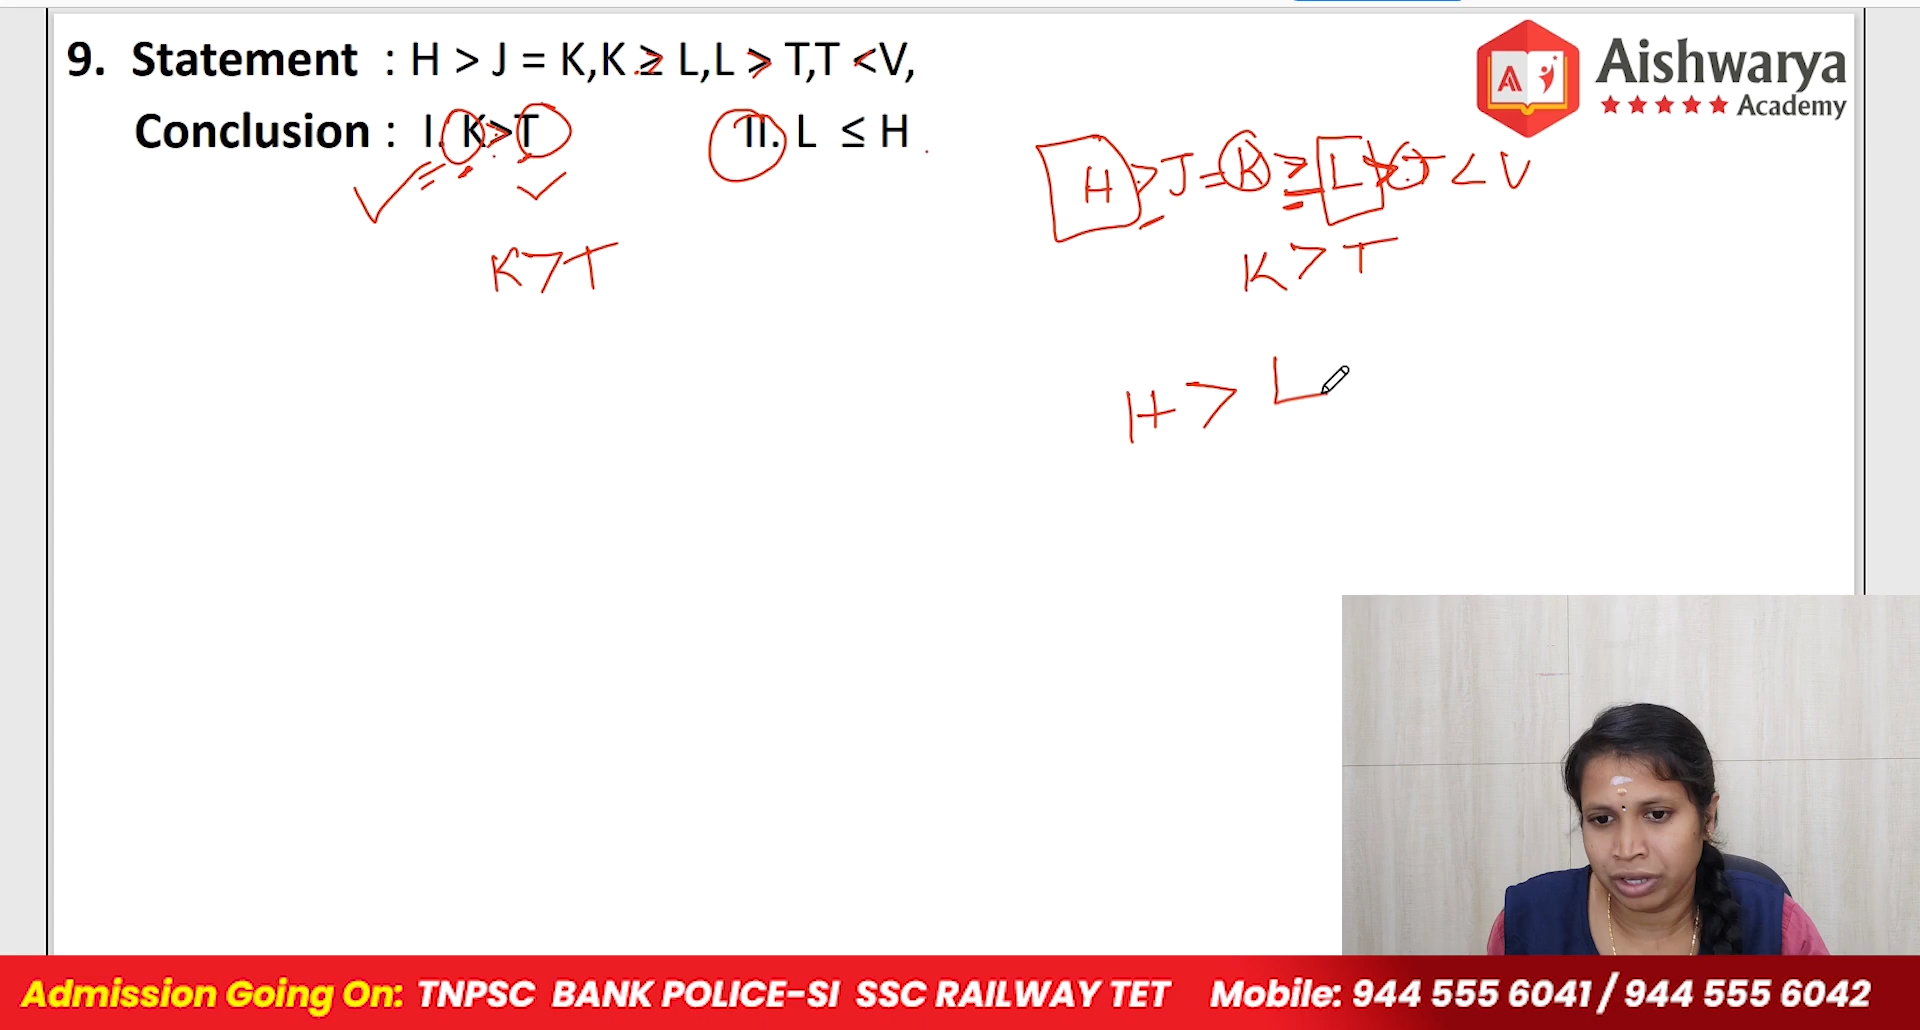 9. Statement : H > J = K,K ≥ L,L > T,T <V,
Conclusion : I. K>T II. L ≤ H
Aishwarya
Academy
H > J = K ≥ L > T < V
K > T
K > T
H > L
Admission Going On: TNPSC BANK POLICE-SI SSC RAILWAY TET Mobile: 944 555 6041 / 944 555 6042